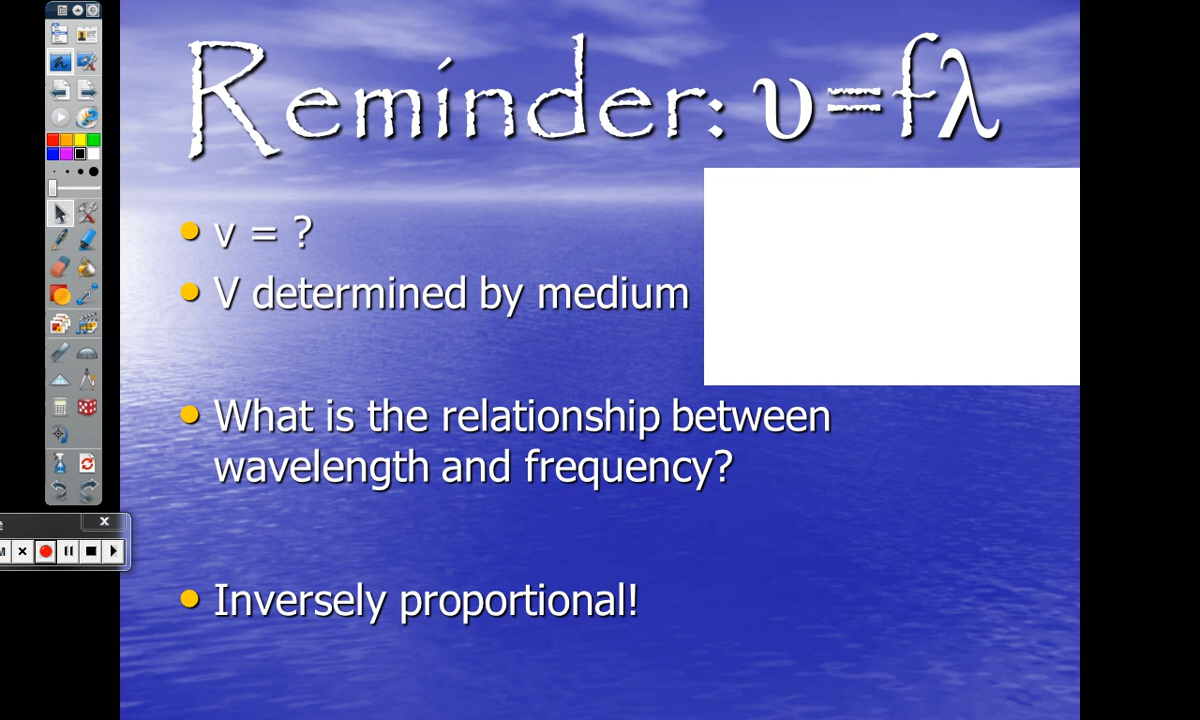 Reminder: υ=fλ
v = ?
V determined by medium
What is the relationship between
wavelength and frequency?
Inversely proportional!